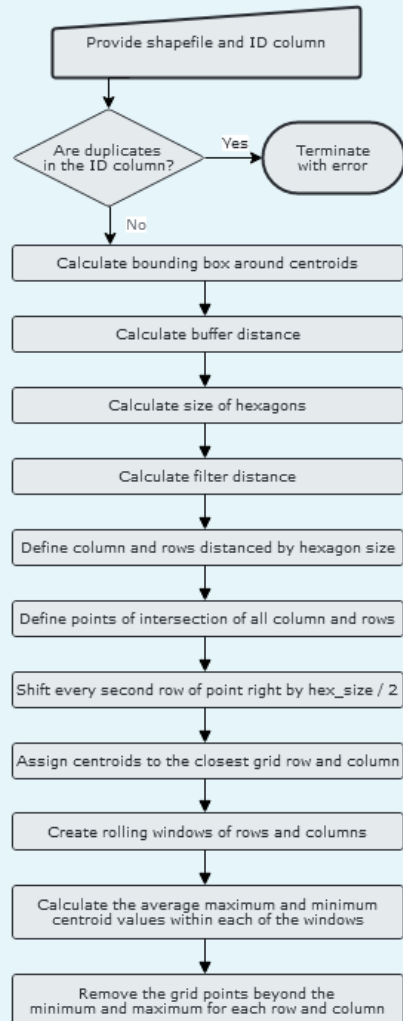 Provide shapefile and ID column
Are duplicates
in the ID column?
Yes
Terminate
with error
No
Calculate bounding box around centroids
Calculate buffer distance
Calculate size of hexagons
Calculate filter distance
Define column and rows distanced by hexagon size
Define points of intersection of all column and rows
Shift every second row of point right by hex_size / 2
Assign centroids to the closest grid row and column
Create rolling windows of rows and columns
Calculate the average maximum and minimum
centroid values within each of the windows
Remove the grid points beyond the
minimum and maximum for each row and column